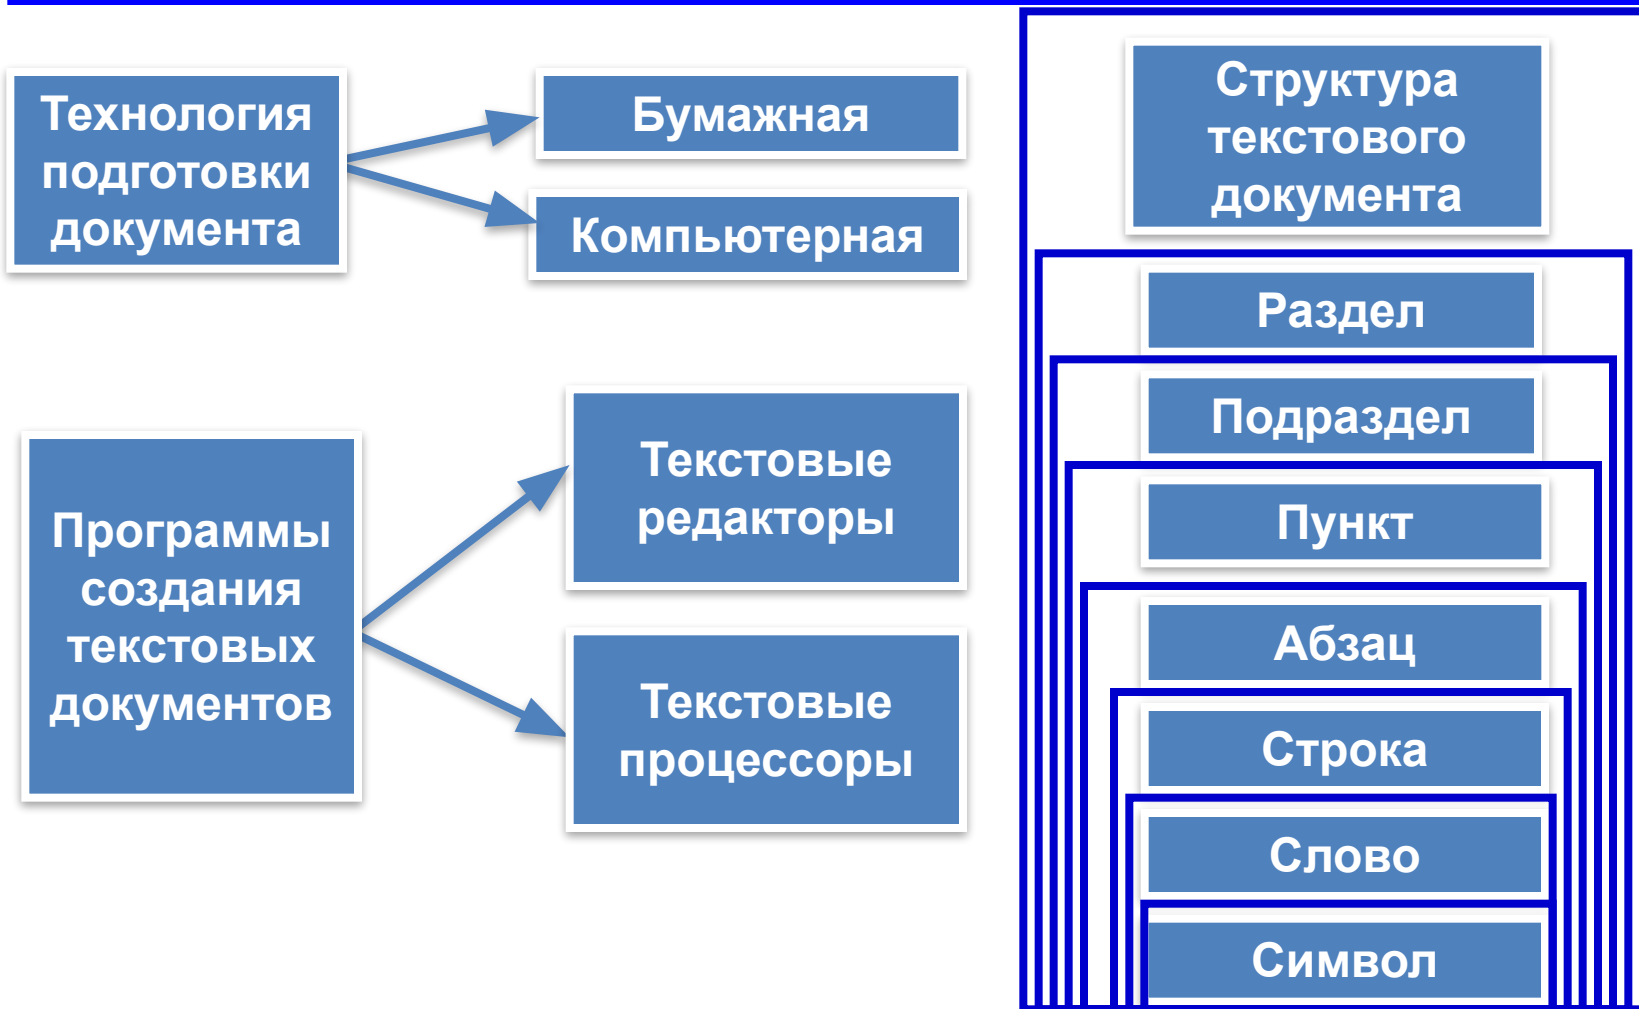 Технология
подготовки
документа
Бумажная
Компьютерная
Программы
создания
текстовых
документов
Текстовые
редакторы
Текстовые
процессоры
Структура
текстового
документа
Раздел
Подраздел
Пункт
Абзац
Строка
Слово
Символ